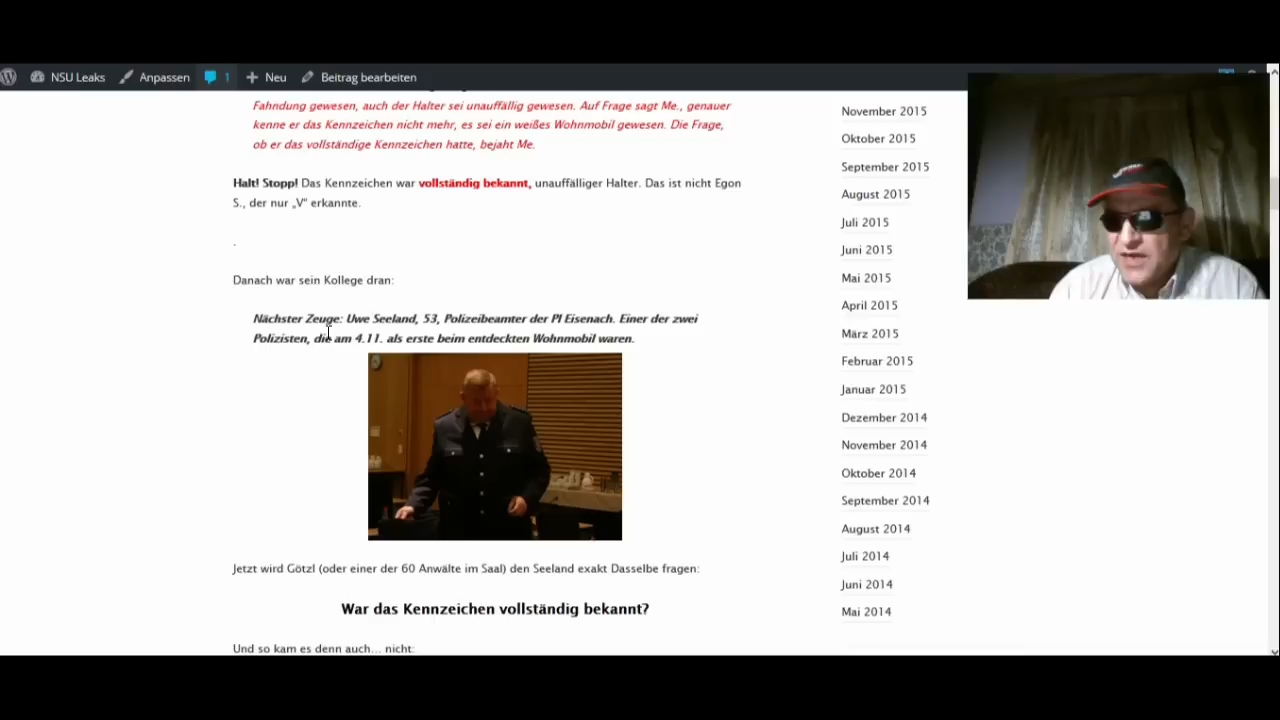 NSU Leaks Anpassen 1 Neu Beitrag bearbeiten
Fahndung gewesen, auch der Halter sei unauffällig gewesen. Auf Frage sagt Me., genauer
kenne er das Kennzeichen nicht mehr, es sei ein weißes Wohnmobil gewesen. Die Frage,
ob er das vollständige Kennzeichen hatte, bejaht Me.
Halt! Stopp! Das Kennzeichen war vollständig bekannt, unauffälliger Halter. Das ist nicht Egon
S., der nur „V“ erkannte.
.
Danach war sein Kollege dran:
Nächster Zeuge: Uwe Seeland, 53, Polizeibeamter der PI Eisenach. Einer der zwei
Polizisten, die am 4.11. als erste beim entdeckten Wohnmobil waren.
Jetzt wird Götzl (oder einer der 60 Anwälte im Saal) den Seeland exakt Dasselbe fragen:
War das Kennzeichen vollständig bekannt?
Und so kam es denn auch… nicht:
November 2015
Oktober 2015
September 2015
August 2015
Juli 2015
Juni 2015
Mai 2015
April 2015
März 2015
Februar 2015
Januar 2015
Dezember 2014
November 2014
Oktober 2014
September 2014
August 2014
Juli 2014
Juni 2014
Mai 2014